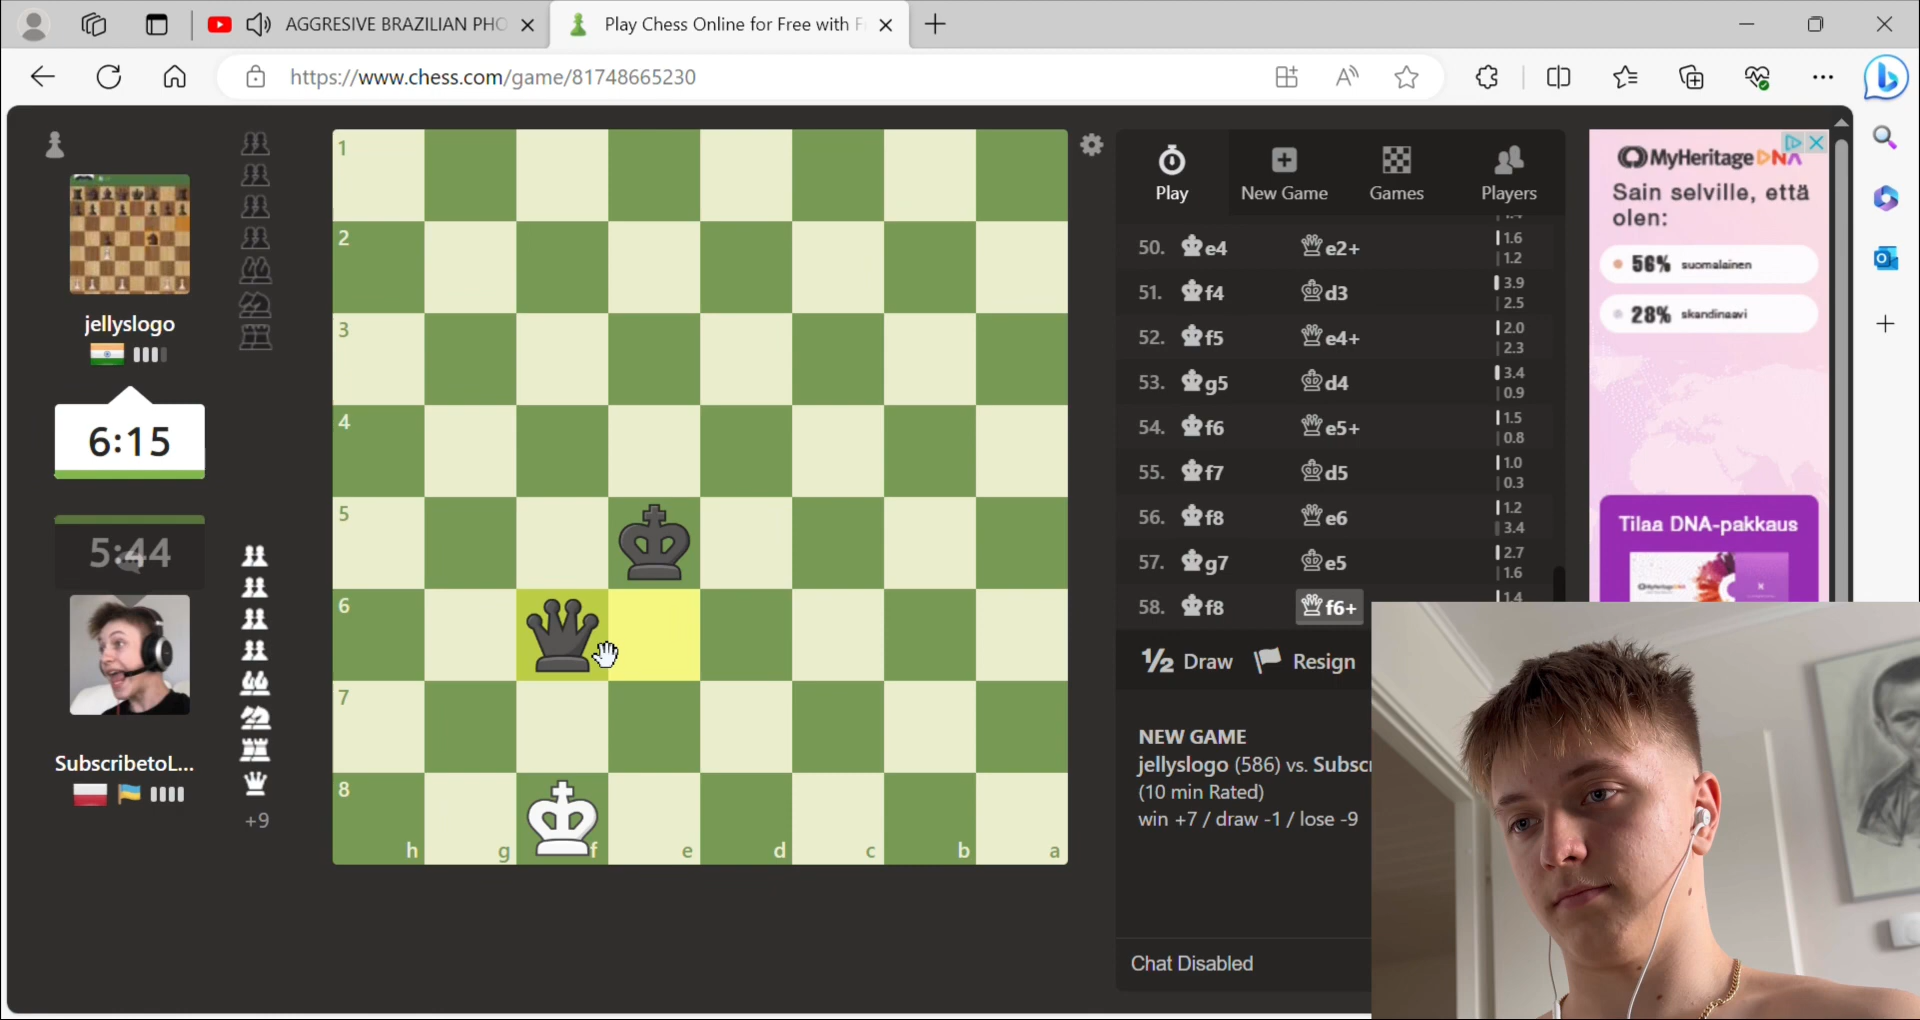 AGGRESIVE BRAZILIAN PHO
Play Chess Online for Free with F
https://www.chess.com/game/81748665230
jellyslogo
6:15
5:44
SubscribetoL...
+9
1
2
3
4
5
6
7
8
h g f e d c b a
Play
New Game
Games
Players
50. e4 e2+ 1.6
1.2
51. f4 d3 3.9
2.5
52. f5 e4+ 2.0
2.3
53. g5 d4 3.4
0.9
54. f6 e5+ 1.5
0.8
55. f7 d5 1.0
0.3
56. f8 e6 1.2
3.4
57. g7 e5 2.7
1.6
58. f8 f6+ 1.4
½ Draw Resign
NEW GAME
jellyslogo (586) vs. Subscr
(10 min Rated)
win +7 / draw -1 / lose -9
Chat Disabled
MyHeritage DNA
Sain selville, että
olen:
56% suomalainen
28% skandinaavi
Tilaa DNA-pakkaus